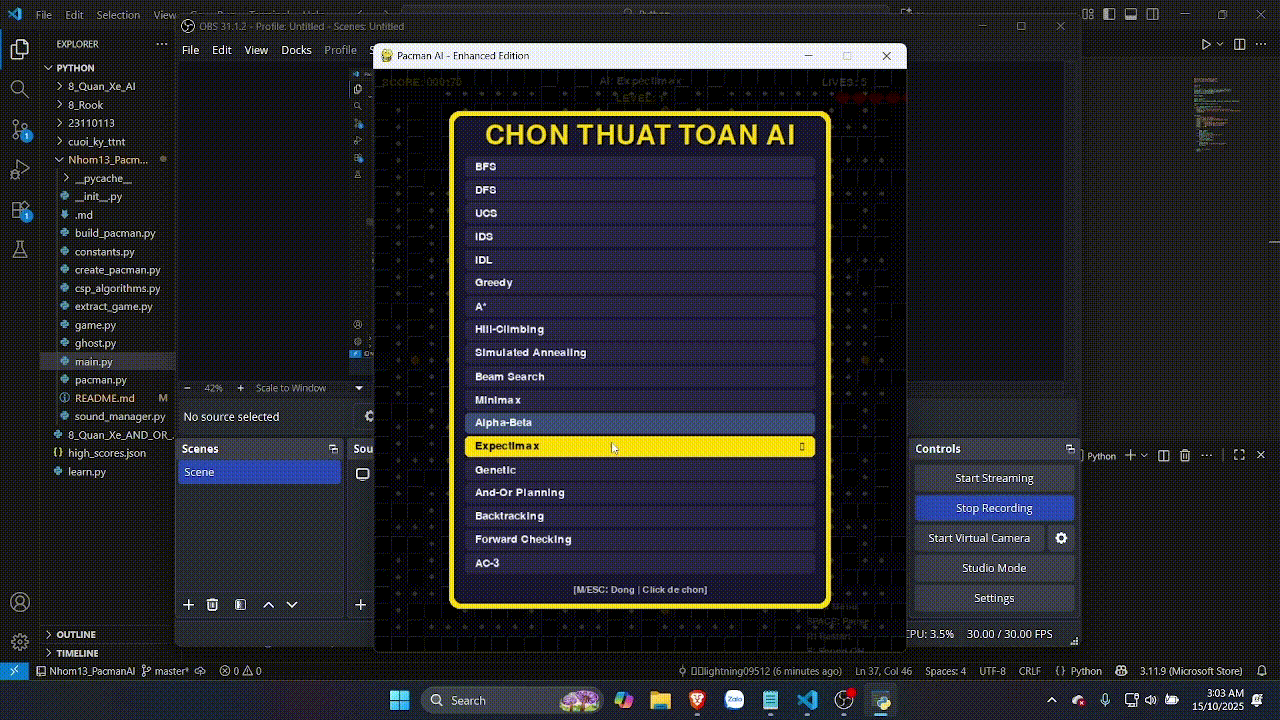 File Edit Selection View
OBS 31.1.2 - Profile: Untitled - Scenes: Untitled
File Edit View Docks Profile
EXPLORER
PYTHON
8_Quan_Xe_AI
8_Rook
23110113
cuoi_ky_ttnt
Nhom13_Pacm...
__pycache__
__init__.py
.md
build_pacman.py
constants.py
create_pacman.py
csp_algorithms.py
extract_game.py
game.py
ghost.py
main.py
pacman.py
README.md M
sound_manager.py
8_Quan_Xe_AND_OR_
high_scores.json
learn.py
OUTLINE
TIMELINE
42% Scale to Window
No source selected
Scenes
Sou
Scene
Pacman AI - Enhanced Edition
AI: Expectimax
CHON THUAT TOAN AI
BFS
DFS
UCS
IDS
IDL
Greedy
A*
Hill-Climbing
Simulated Annealing
Beam Search
Minimax
Alpha-Beta
Expectimax
Genetic
And-Or Planning
Backtracking
Forward Checking
AC-3
[M/ESC: Dong | Click de chon]
Controls
Start Streaming
Stop Recording
Start Virtual Camera
Studio Mode
Settings
CPU: 3.5% 30.00 / 30.00 FPS
Python
Nhom13_PacmanAI master* 0 0
lightning09512 (6 minutes ago) Ln 37, Col 46 Spaces: 4 UTF-8 CRLF Python 3.11.9 (Microsoft Store)
Search
Zalo
3:03 AM
15/10/2025